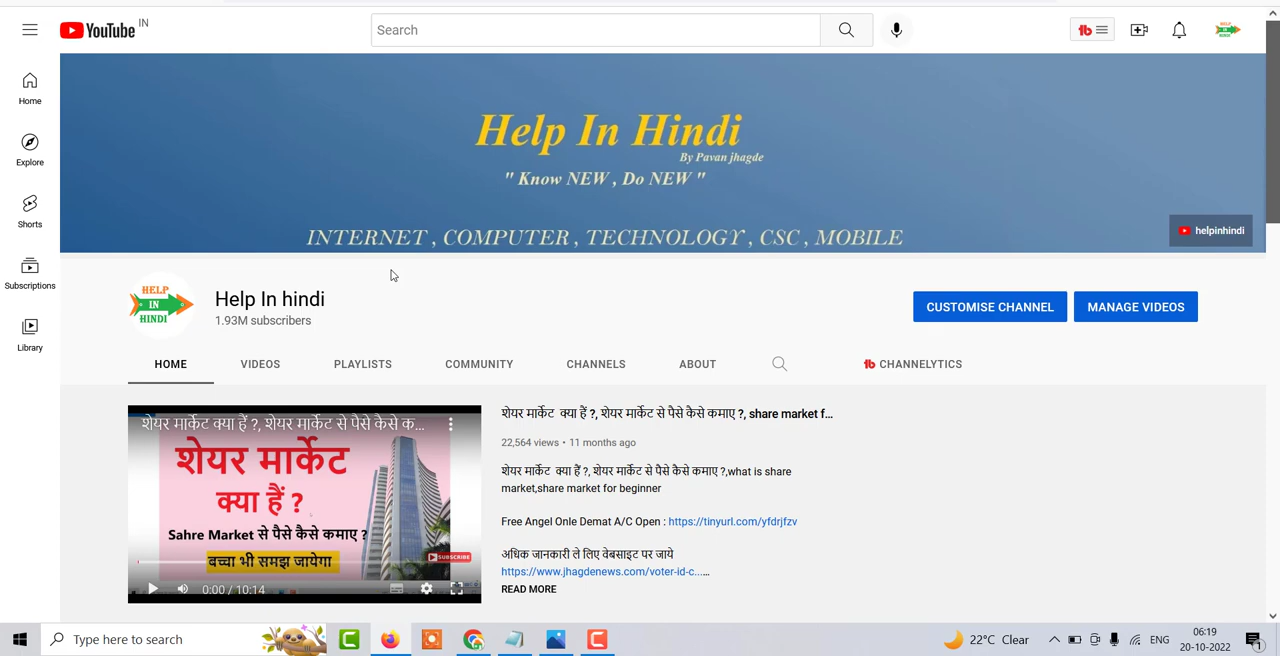 YouTube IN
Search
Home
Explore
Shorts
Subscriptions
Library
Help In Hindi
By Pavan jhagde
" Know NEW , Do NEW "
INTERNET , COMPUTER , TECHNOLOGY , CSC , MOBILE
helpinhindi
HELP
IN
HINDI
Help In hindi
1.93M subscribers
CUSTOMISE CHANNEL
MANAGE VIDEOS
HOME VIDEOS PLAYLISTS COMMUNITY CHANNELS ABOUT CHANNELYTICS
शेयर मार्केट क्या हैं ?, शेयर मार्केट से पैसे कैसे क...
शेयर मार्केट
क्या हैं ?
Sahre Market से पैसे कैसे कमाए ?
बच्चा भी समझ जायेगा
SUBSCRIBE
0:00 / 10:14
शेयर मार्केट क्या हैं ?, शेयर मार्केट से पैसे कैसे कमाए ?, share market f...
22,564 views • 11 months ago
शेयर मार्केट क्या हैं ?, शेयर मार्केट से पैसे कैसे कमाए ?,what is share
market,share market for beginner
Free Angel Onle Demat A/C Open : https://tinyurl.com/yfdrjfzv
अधिक जानकारी ले लिए वेबसाइट पर जाये
https://www.jhagdenews.com/voter-id-c...…
READ MORE
Type here to search
22°C Clear
ENG
06:19
20-10-2022
1